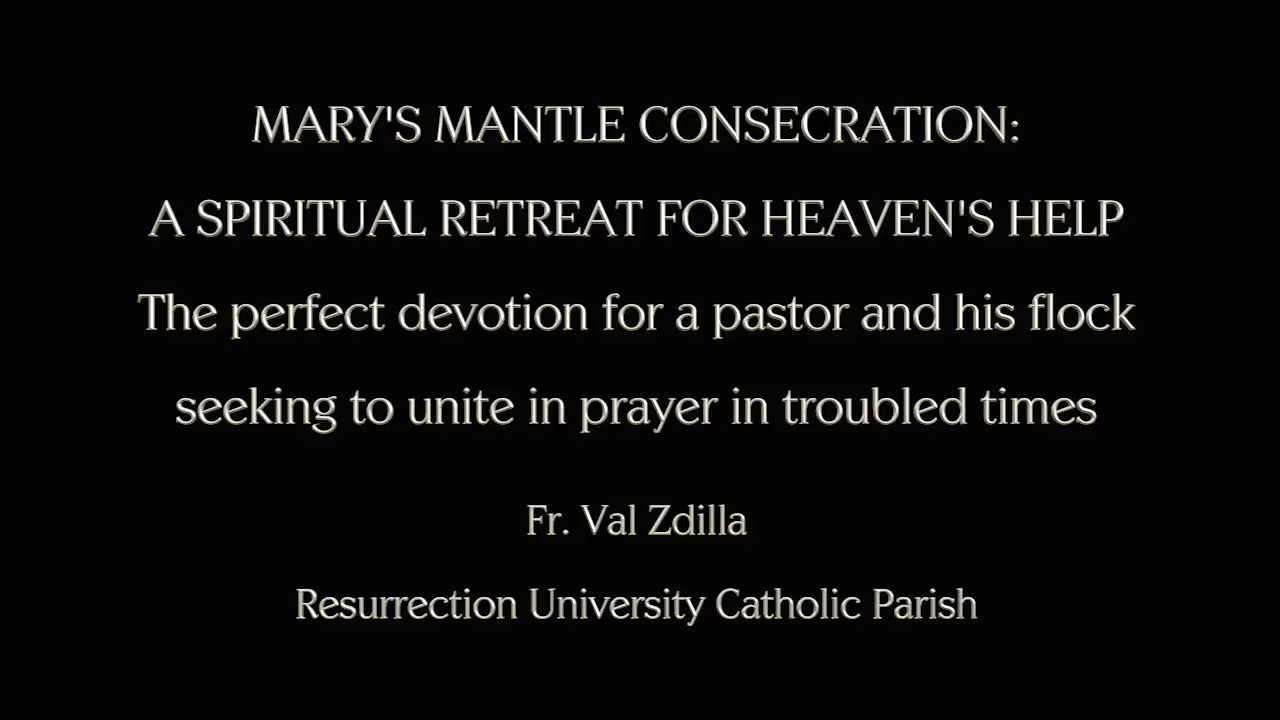 MARY'S MANTLE CONSECRATION:
A SPIRITUAL RETREAT FOR HEAVEN'S HELP
The perfect devotion for a pastor and his flock
seeking to unite in prayer in troubled times
Fr. Val Zdilla
Resurrection University Catholic Parish